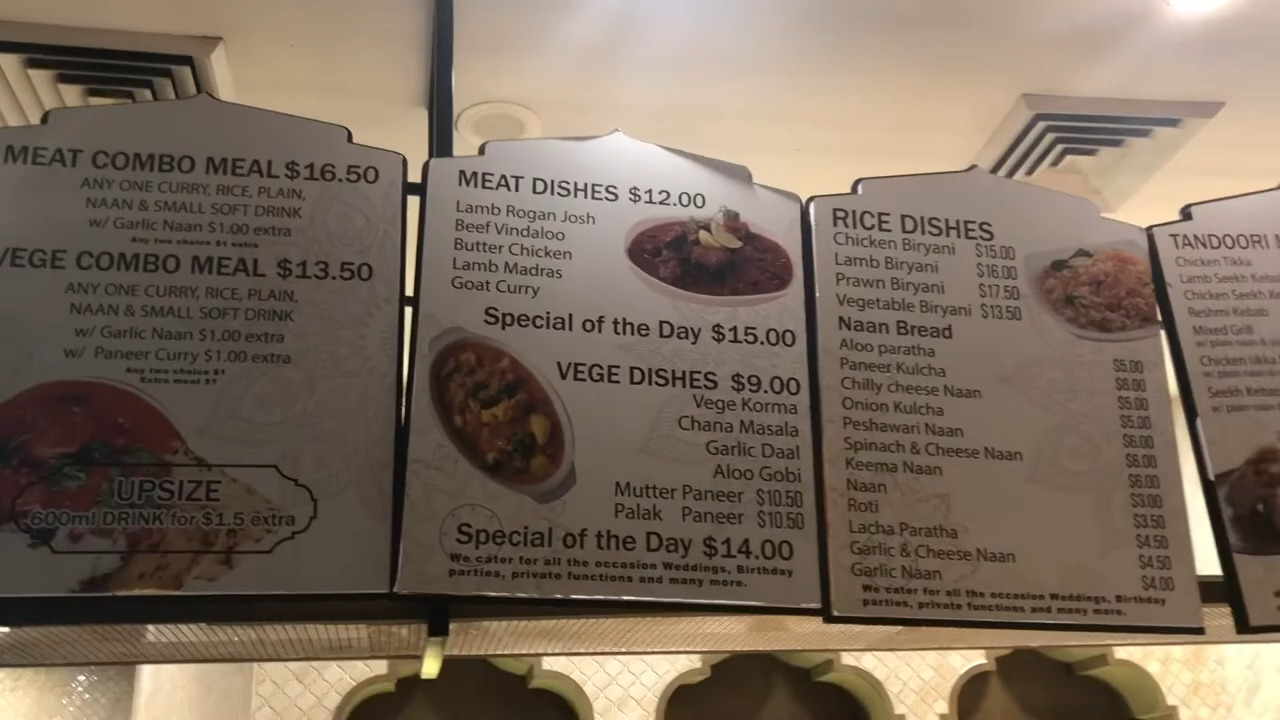 MEAT COMBO MEAL $16.50
ANY ONE CURRY, RICE, PLAIN,
NAAN & SMALL SOFT DRINK
w/ Garlic Naan $1.00 extra
Any two choice $1 extra
VEGE COMBO MEAL $13.50
ANY ONE CURRY, RICE, PLAIN,
NAAN & SMALL SOFT DRINK
w/ Garlic Naan $1.00 extra
w/ Paneer Curry $1.00 extra
Any two choice $1
Extra meat $1
UPSIZE
600ml DRINK for $1.5 extra
MEAT DISHES $12.00
Lamb Rogan Josh
Beef Vindaloo
Butter Chicken
Lamb Madras
Goat Curry
Special of the Day $15.00
VEGE DISHES $9.00
Vege Korma
Chana Masala
Garlic Daal
Aloo Gobi
Mutter Paneer $10.50
Palak Paneer $10.50
Special of the Day $14.00
We cater for all the occasion Weddings, Birthday
parties, private functions and many more.
RICE DISHES
Chicken Biryani $15.00
Lamb Biryani $16.00
Prawn Biryani $17.50
Vegetable Biryani $13.50
Naan Bread
Aloo paratha $5.00
Paneer Kulcha $6.00
Chilly cheese Naan $5.00
Onion Kulcha $5.00
Peshawari Naan $6.00
Spinach & Cheese Naan $6.00
Keema Naan $6.00
Naan $3.00
Roti $3.50
Lacha Paratha $4.50
Garlic & Cheese Naan $4.50
Garlic Naan $4.00
We cater for all the occasion Weddings, Birthday
parties, private functions and many more.
TANDOORI
Chicken Tikka
Lamb Seekh
Chicken Seekh
Reshmi Kebab
Mixed Grill
Chicken tikka
Seekh